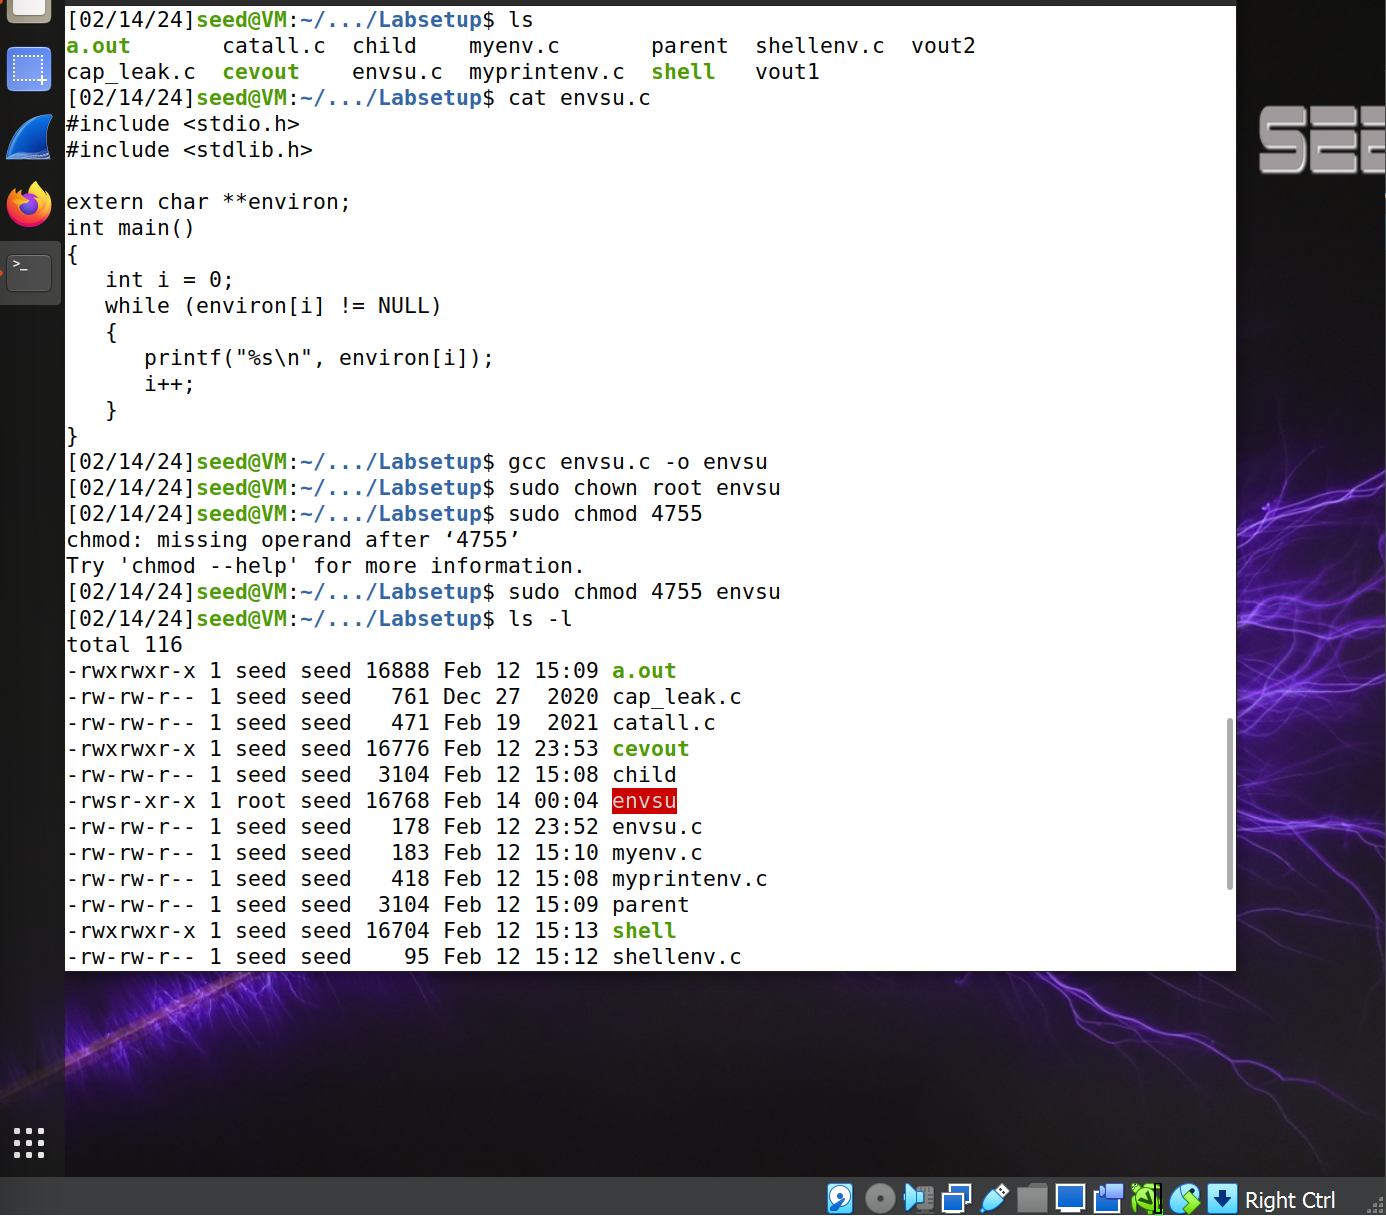 [02/14/24]seed@VM:~/.../Labsetup$ ls
a.out       catall.c  child    myenv.c       parent  shellenv.c  vout2
cap_leak.c  cevout    envsu.c  myprintenv.c  shell   vout1
[02/14/24]seed@VM:~/.../Labsetup$ cat envsu.c
#include <stdio.h>
#include <stdlib.h>

extern char **environ;
int main()
{
   int i = 0;
   while (environ[i] != NULL)
   {
      printf("%s\n", environ[i]);
      i++;
   }
}
[02/14/24]seed@VM:~/.../Labsetup$ gcc envsu.c -o envsu
[02/14/24]seed@VM:~/.../Labsetup$ sudo chown root envsu
[02/14/24]seed@VM:~/.../Labsetup$ sudo chmod 4755
chmod: missing operand after ‘4755’
Try 'chmod --help' for more information.
[02/14/24]seed@VM:~/.../Labsetup$ sudo chmod 4755 envsu
[02/14/24]seed@VM:~/.../Labsetup$ ls -l
total 116
-rwxrwxr-x 1 seed seed 16888 Feb 12 15:09 a.out
-rw-rw-r-- 1 seed seed   761 Dec 27  2020 cap_leak.c
-rw-rw-r-- 1 seed seed   471 Feb 19  2021 catall.c
-rwxrwxr-x 1 seed seed 16776 Feb 12 23:53 cevout
-rw-rw-r-- 1 seed seed  3104 Feb 12 15:08 child
-rwsr-xr-x 1 root seed 16768 Feb 14 00:04 envsu
-rw-rw-r-- 1 seed seed   178 Feb 12 23:52 envsu.c
-rw-rw-r-- 1 seed seed   183 Feb 12 15:10 myenv.c
-rw-rw-r-- 1 seed seed   418 Feb 12 15:08 myprintenv.c
-rw-rw-r-- 1 seed seed  3104 Feb 12 15:09 parent
-rwxrwxr-x 1 seed seed 16704 Feb 12 15:13 shell
-rw-rw-r-- 1 seed seed    95 Feb 12 15:12 shellenv.c
Right Ctrl